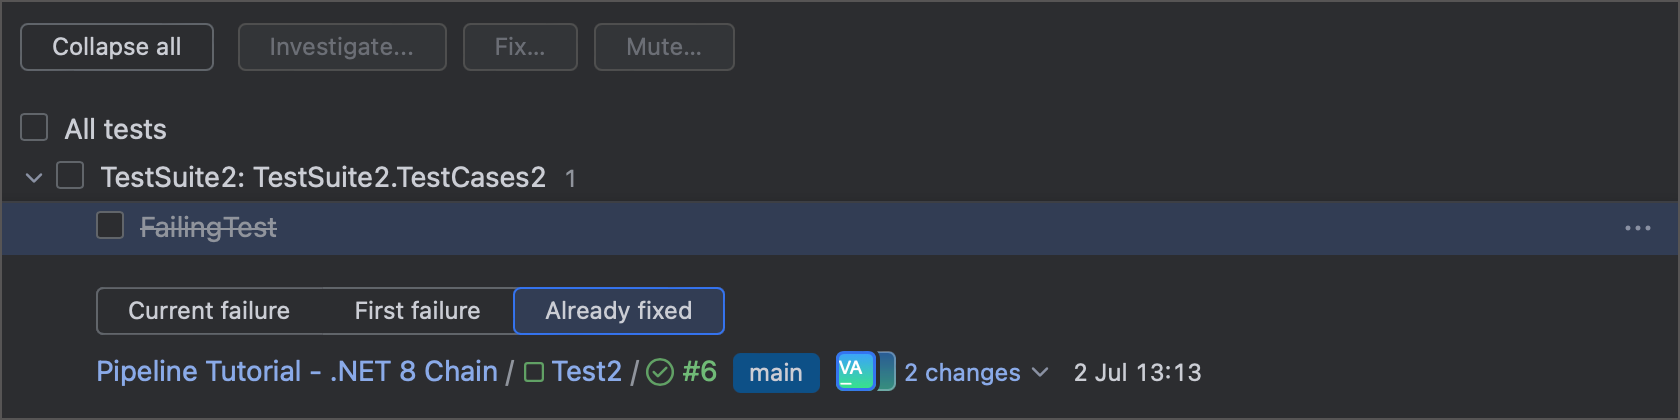 Collapse all Investigate... Fix... Mute...
All tests
TestSuite2: TestSuite2.TestCases2 1
FailingTest ...
Current failure First failure Already fixed
Pipeline Tutorial - .NET 8 Chain / Test2 / #6 main VA 2 changes 2 Jul 13:13